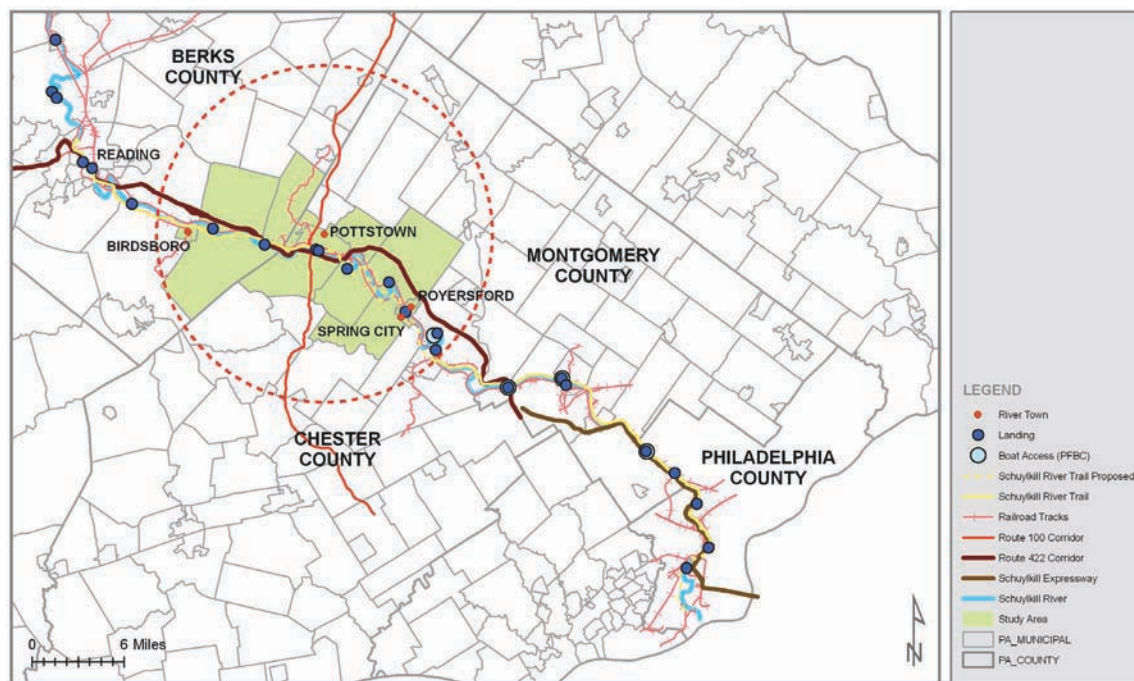 BERKS
COUNTY
READING
BIRDSBORO
POTTSTOWN
MONTGOMERY
COUNTY
ROYERSFORD
SPRING CITY
CHESTER
COUNTY
PHILADELPHIA
COUNTY
0 6 Miles
N
LEGEND
River Town
Landing
Boat Access (PFBC)
Schuylkill River Trail Proposed
Schuylkill River Trail
Railroad Tracks
Route 100 Corridor
Route 422 Corridor
Schuylkill Expressway
Schuylkill River
Study Area
PA_MUNICIPAL
PA_COUNTY